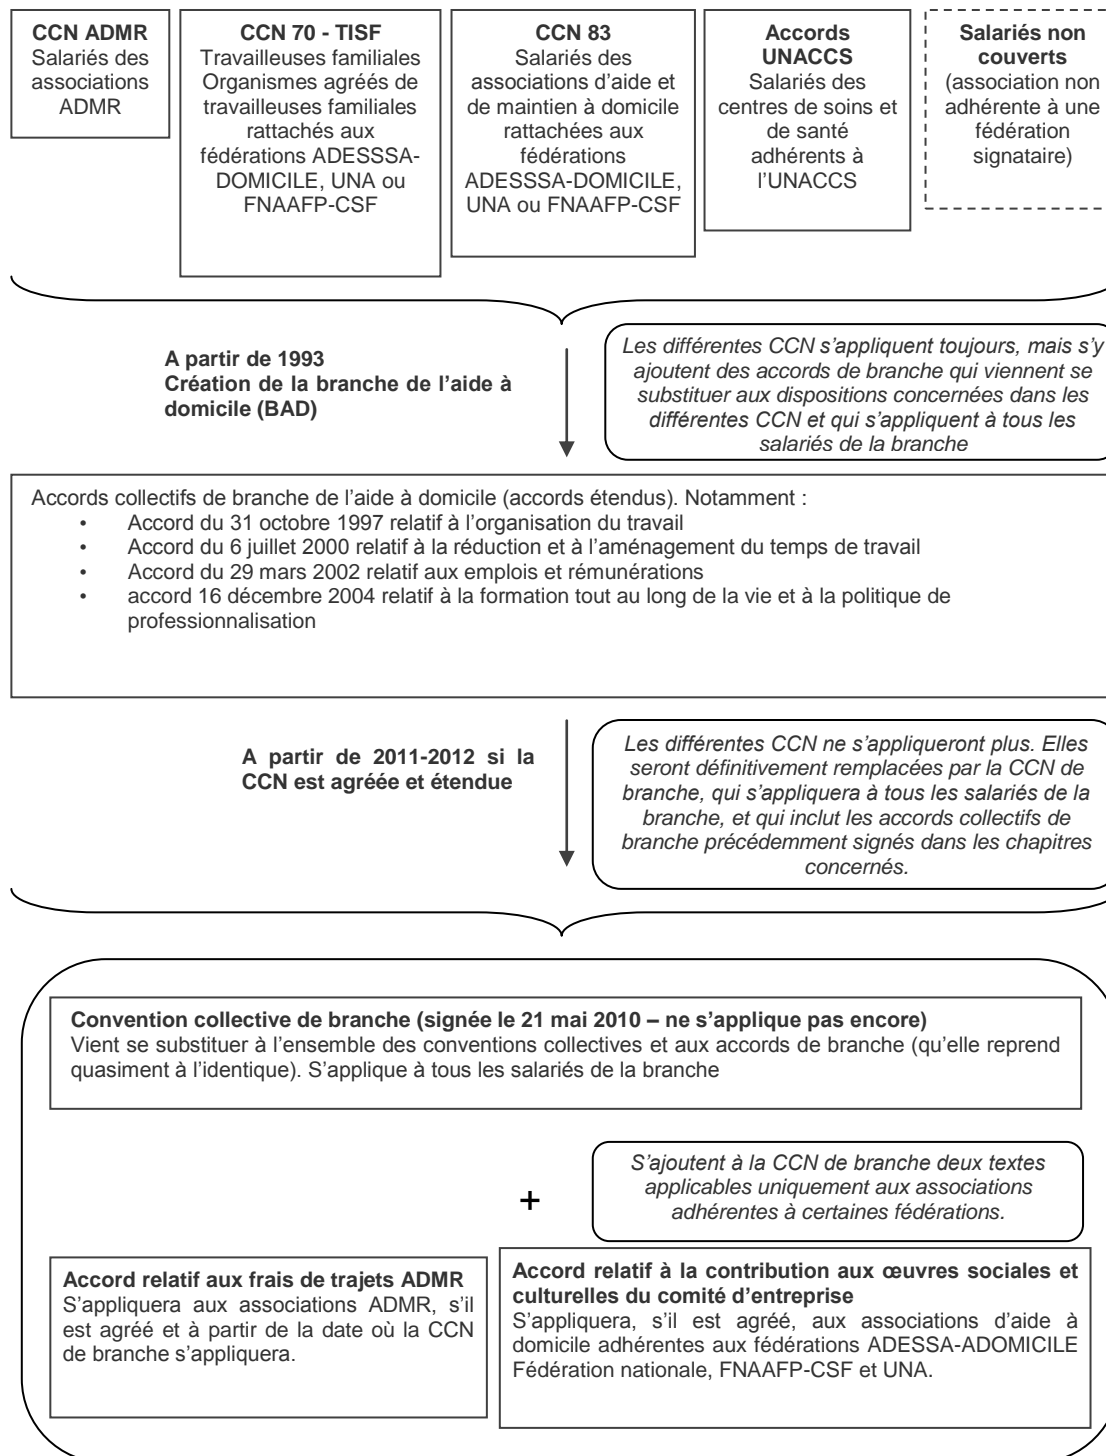 CCN ADMR
Salariés des
associations
ADMR
CCN 70 - TISF
Travailleuses familiales
Organismes agréés de
travailleuses familiales
rattachés aux
fédérations ADESSSA-
DOMICILE, UNA ou
FNAAFP-CSF
CCN 83
Salariés des
associations d’aide et
de maintien à domicile
rattachées aux
fédérations
ADESSSA-DOMICILE,
UNA ou FNAAFP-CSF
Accords
UNACCS
Salariés des
centres de soins et
de santé
adhérents à
l’UNACCS
Salariés non
couverts
(association non
adhérente à une
fédération
signataire)
A partir de 1993
Création de la branche de l’aide à
domicile (BAD)
Les différentes CCN s’appliquent toujours, mais s’y
ajoutent des accords de branche qui viennent se
substituer aux dispositions concernées dans les
différentes CCN et qui s’appliquent à tous les
salariés de la branche
Accords collectifs de branche de l’aide à domicile (accords étendus). Notamment :
• Accord du 31 octobre 1997 relatif à l’organisation du travail
• Accord du 6 juillet 2000 relatif à la réduction et à l’aménagement du temps de travail
• Accord du 29 mars 2002 relatif aux emplois et rémunérations
• accord 16 décembre 2004 relatif à la formation tout au long de la vie et à la politique de
professionnalisation
A partir de 2011-2012 si la
CCN est agréée et étendue
Les différentes CCN ne s’appliqueront plus. Elles
seront définitivement remplacées par la CCN de
branche, qui s’appliquera à tous les salariés de la
branche, et qui inclut les accords collectifs de
branche précédemment signés dans les chapitres
concernés.
Convention collective de branche (signée le 21 mai 2010 – ne s’applique pas encore)
Vient se substituer à l’ensemble des conventions collectives et aux accords de branche (qu’elle reprend
quasiment à l’identique). S’applique à tous les salariés de la branche
+
S’ajoutent à la CCN de branche deux textes
applicables uniquement aux associations
adhérentes à certaines fédérations.
Accord relatif aux frais de trajets ADMR
S’appliquera aux associations ADMR, s’il
est agréé et à partir de la date où la CCN
de branche s’appliquera.
Accord relatif à la contribution aux œuvres sociales et
culturelles du comité d’entreprise
S’appliquera, s’il est agréé, aux associations d’aide à
domicile adhérentes aux fédérations ADESSA-ADOMICILE
Fédération nationale, FNAAFP-CSF et UNA.